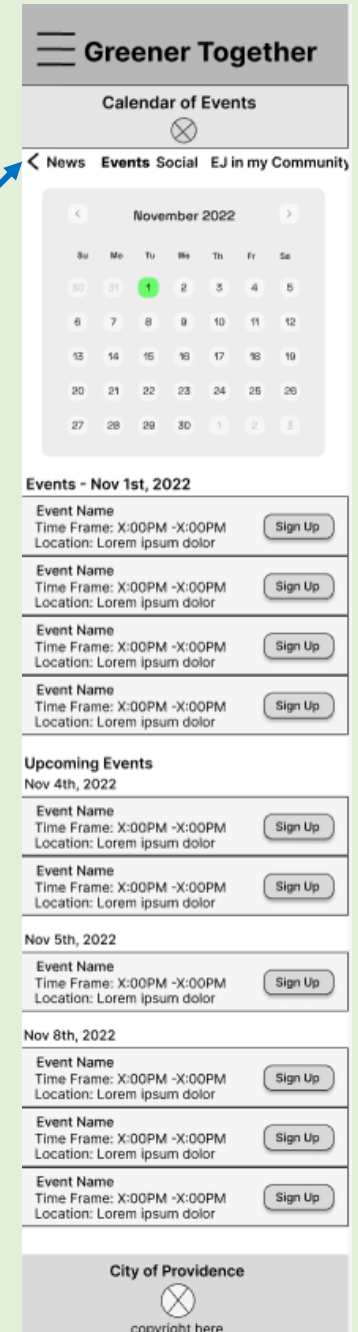 Greener Together
Calendar of Events
News Events Social EJ in my Community
November 2022
Su Mo Tu We Th Fr Sa
30 31 1 2 3 4 5
6 7 8 9 10 11 12
13 14 15 16 17 18 19
20 21 22 23 24 25 26
27 28 29 30 1 2 3
Events - Nov 1st, 2022
Event Name
Time Frame: X:00PM -X:00PM
Location: Lorem ipsum dolor
Sign Up
Event Name
Time Frame: X:00PM -X:00PM
Location: Lorem ipsum dolor
Sign Up
Event Name
Time Frame: X:00PM -X:00PM
Location: Lorem ipsum dolor
Sign Up
Event Name
Time Frame: X:00PM -X:00PM
Location: Lorem ipsum dolor
Sign Up
Upcoming Events
Nov 4th, 2022
Event Name
Time Frame: X:00PM -X:00PM
Location: Lorem ipsum dolor
Sign Up
Event Name
Time Frame: X:00PM -X:00PM
Location: Lorem ipsum dolor
Sign Up
Nov 5th, 2022
Event Name
Time Frame: X:00PM -X:00PM
Location: Lorem ipsum dolor
Sign Up
Nov 8th, 2022
Event Name
Time Frame: X:00PM -X:00PM
Location: Lorem ipsum dolor
Sign Up
Event Name
Time Frame: X:00PM -X:00PM
Location: Lorem ipsum dolor
Sign Up
Event Name
Time Frame: X:00PM -X:00PM
Location: Lorem ipsum dolor
Sign Up
City of Providence
copyright here